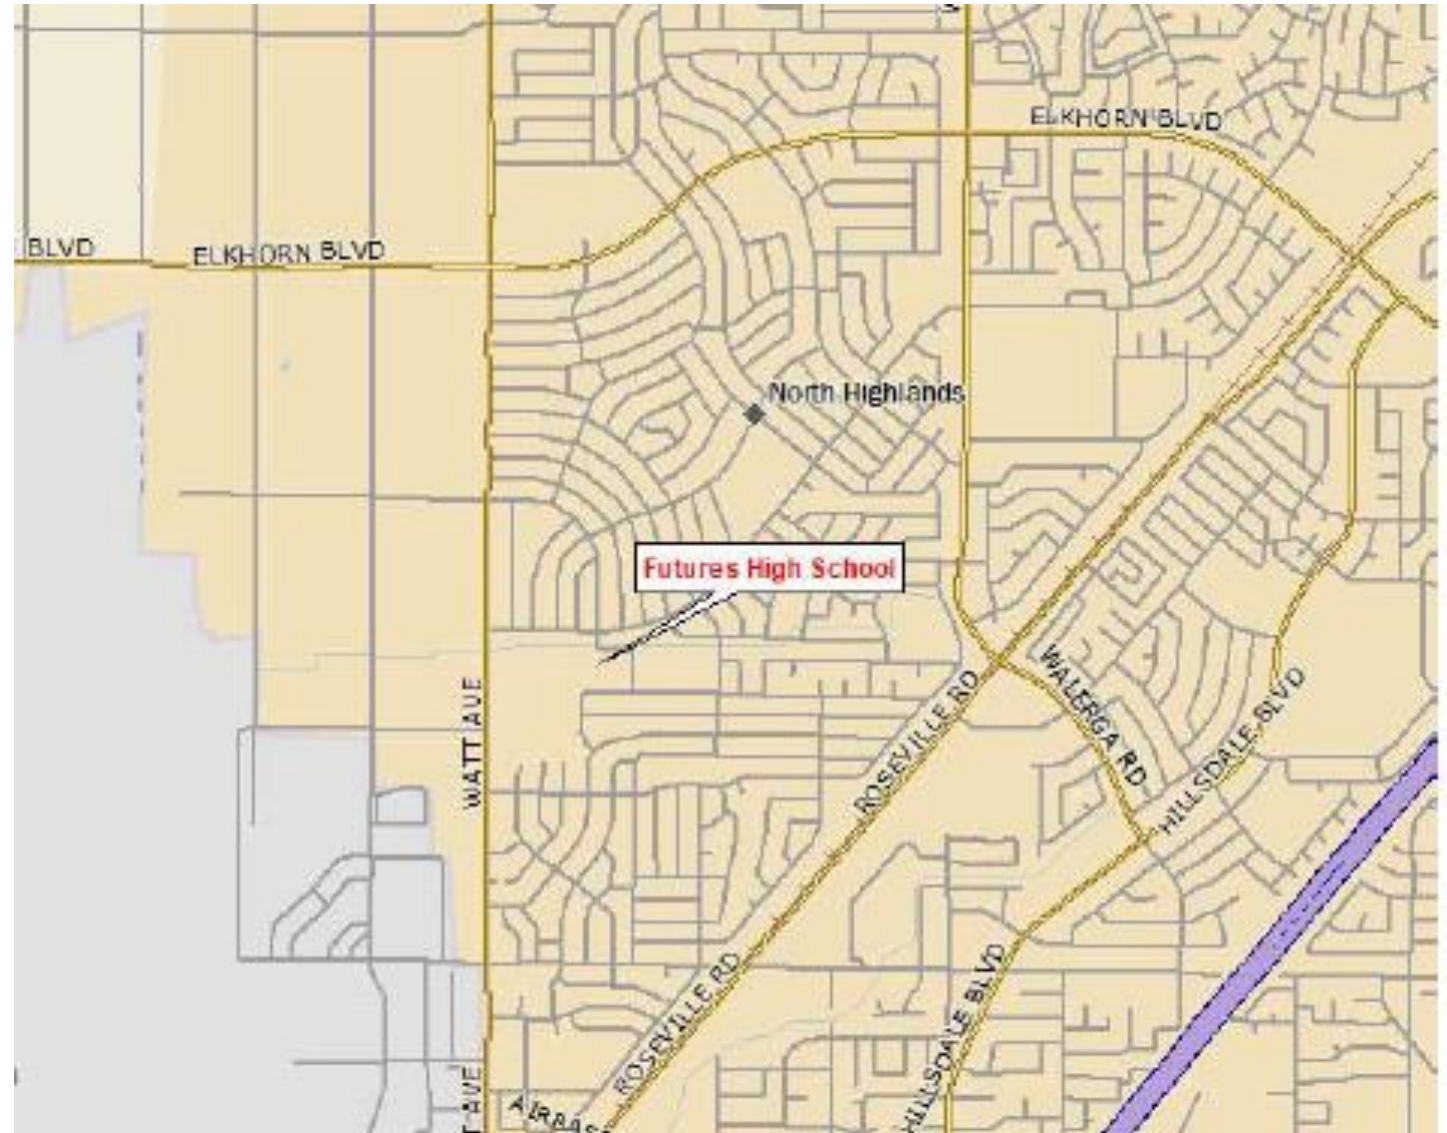 ELKHORN BLVD
BLVD
ELKHORN BLVD
North Highlands
Futures High School
WATT AUE
ROSEVILLE RD
WALERGA RD
HILLSDALE BLVD
ROSEVILLE RD
HILLSDALE BLVD
AVE